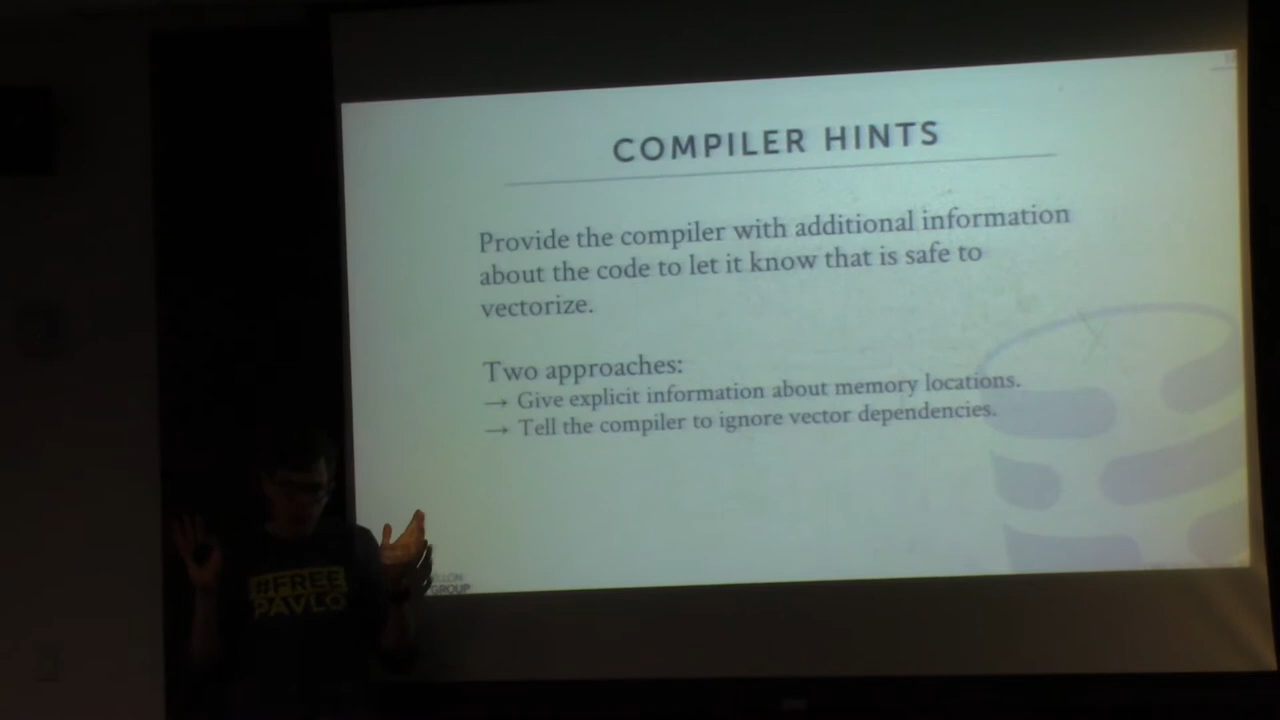 COMPILER HINTS
Provide the compiler with additional information
about the code to let it know that is safe to
vectorize.
Two approaches:
→ Give explicit information about memory locations.
→ Tell the compiler to ignore vector dependencies.
#FREE
PAVLO
GROUP